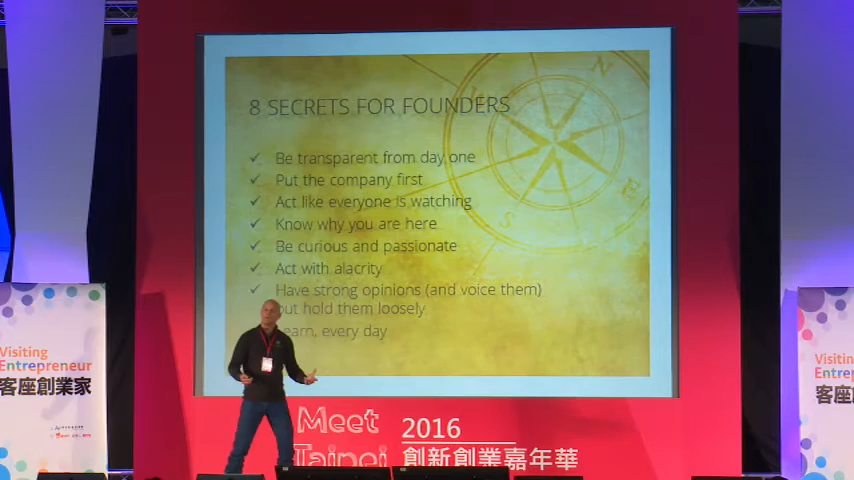 8 SECRETS FOR FOUNDERS
✓ Be transparent from day one
✓ Put the company first
✓ Act like everyone is watching
✓ Know why you are here
✓ Be curious and passionate
✓ Act with alacrity
✓ Have strong opinions (and voice them)
but hold them loosely
Learn, every day
Visiting
Entrepreneur
客座創業家
Meet
Taipei
2016
創新創業嘉年華
Visiting
Entrepre
客座創